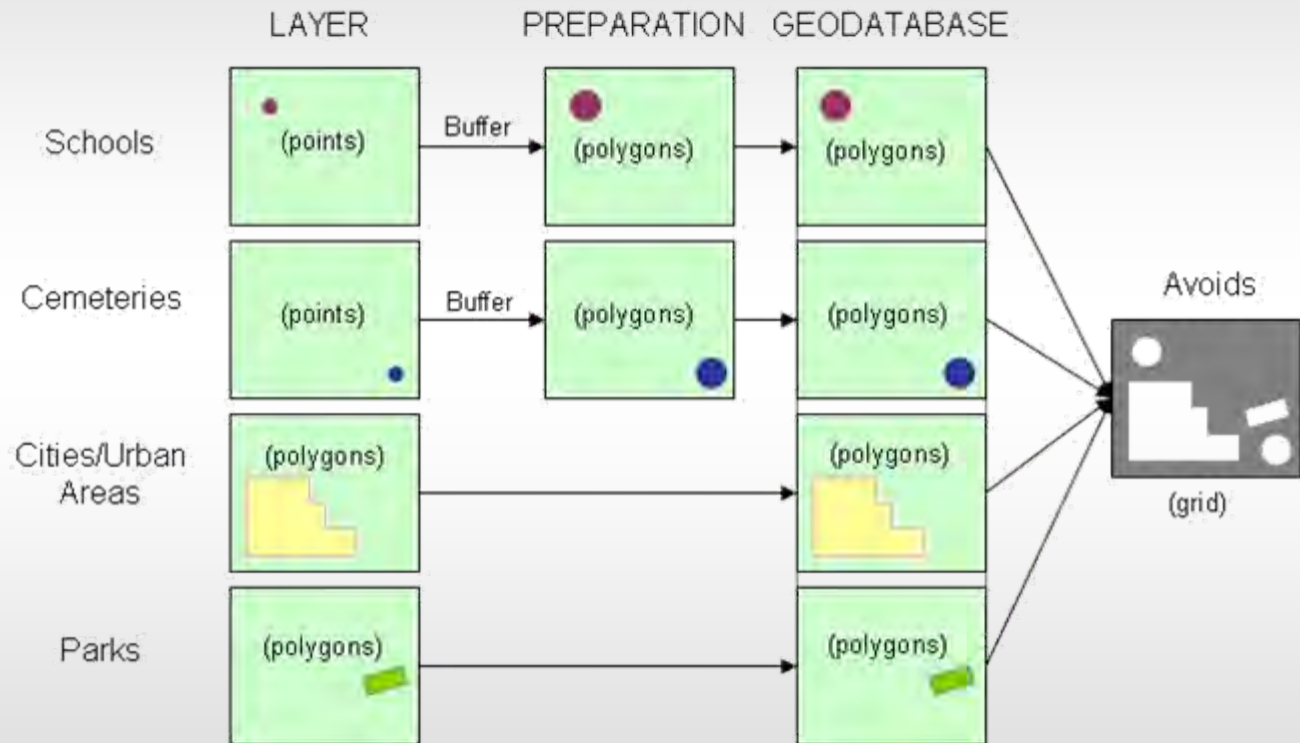 LAYER PREPARATION GEODATABASE
Schools
(points)
Buffer
(polygons)
(polygons)
Cemeteries
(points)
Buffer
(polygons)
(polygons)
Avoids
(grid)
Cities/Urban
Areas
(polygons)
(polygons)
Parks
(polygons)
(polygons)